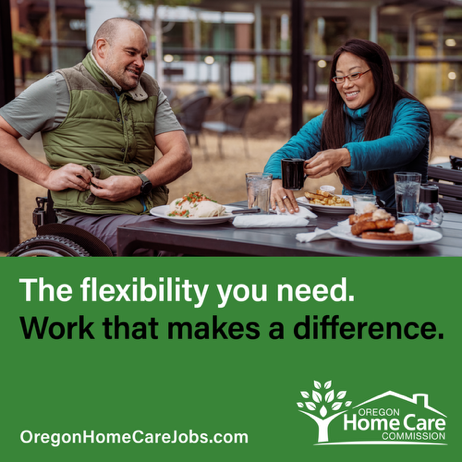 The flexibility you need.
Work that makes a difference.
OregonHomeCareJobs.com
OREGON
Home Care
COMMISSION